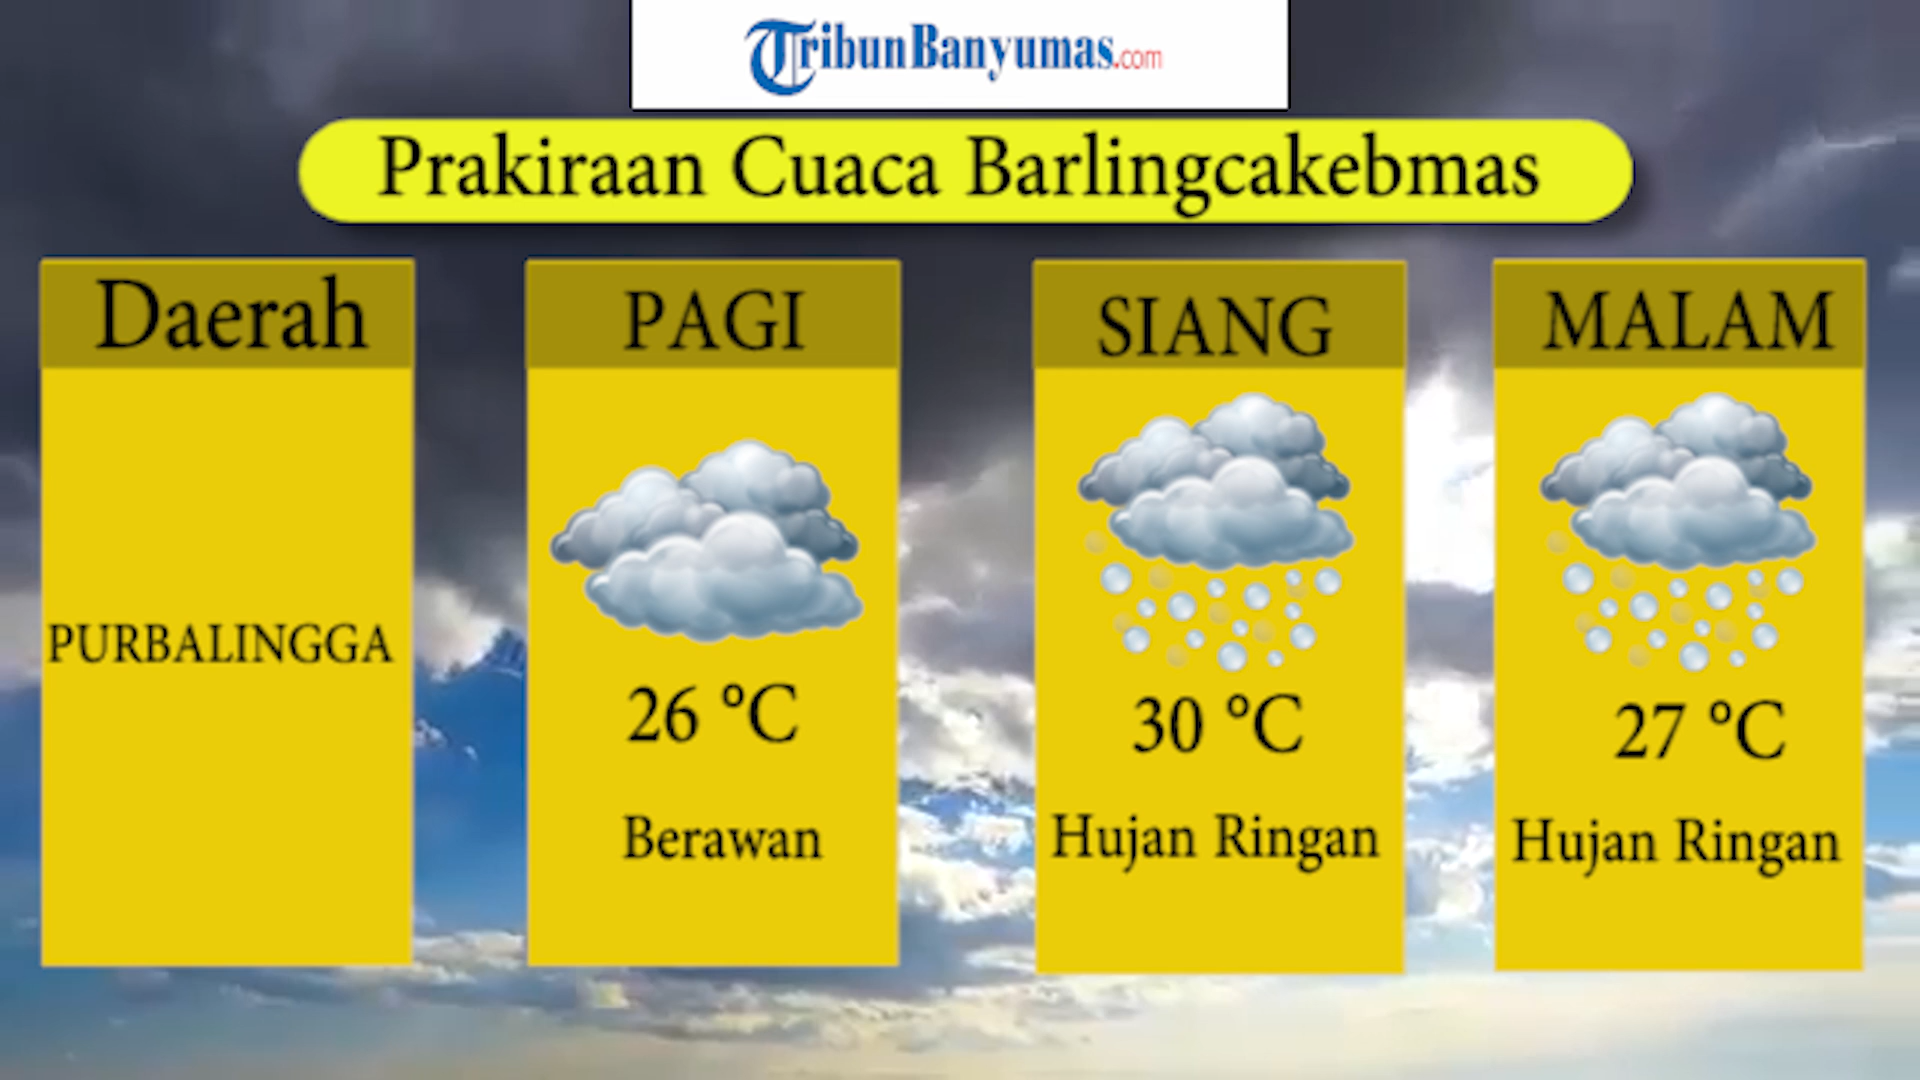 TribunBanyumas.com
Prakiraan Cuaca Barlingcakebmas
Daerah
PURBALINGGA
PAGI
26 °C
Berawan
SIANG
30 °C
Hujan Ringan
MALAM
27 °C
Hujan Ringan